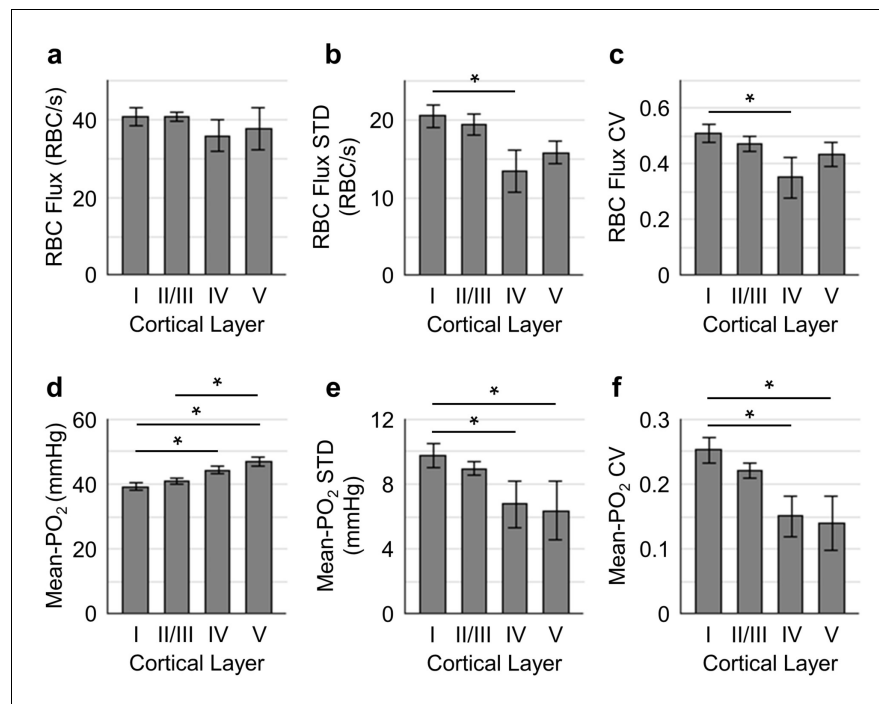 a
RBC Flux (RBC/s)
40
20
0
I II/III IV V
Cortical Layer
b
RBC Flux STD
(RBC/s)
20
10
0
*
I II/III IV V
Cortical Layer
c
RBC Flux CV
0.6
0.4
0.2
0
*
I II/III IV V
Cortical Layer
d
Mean-PO₂ (mmHg)
60
40
20
0
*
*
*
I II/III IV V
Cortical Layer
e
Mean-PO₂ STD
(mmHg)
12
8
4
0
*
*
I II/III IV V
Cortical Layer
f
Mean-PO₂ CV
0.3
0.2
0.1
0
*
*
I II/III IV V
Cortical Layer